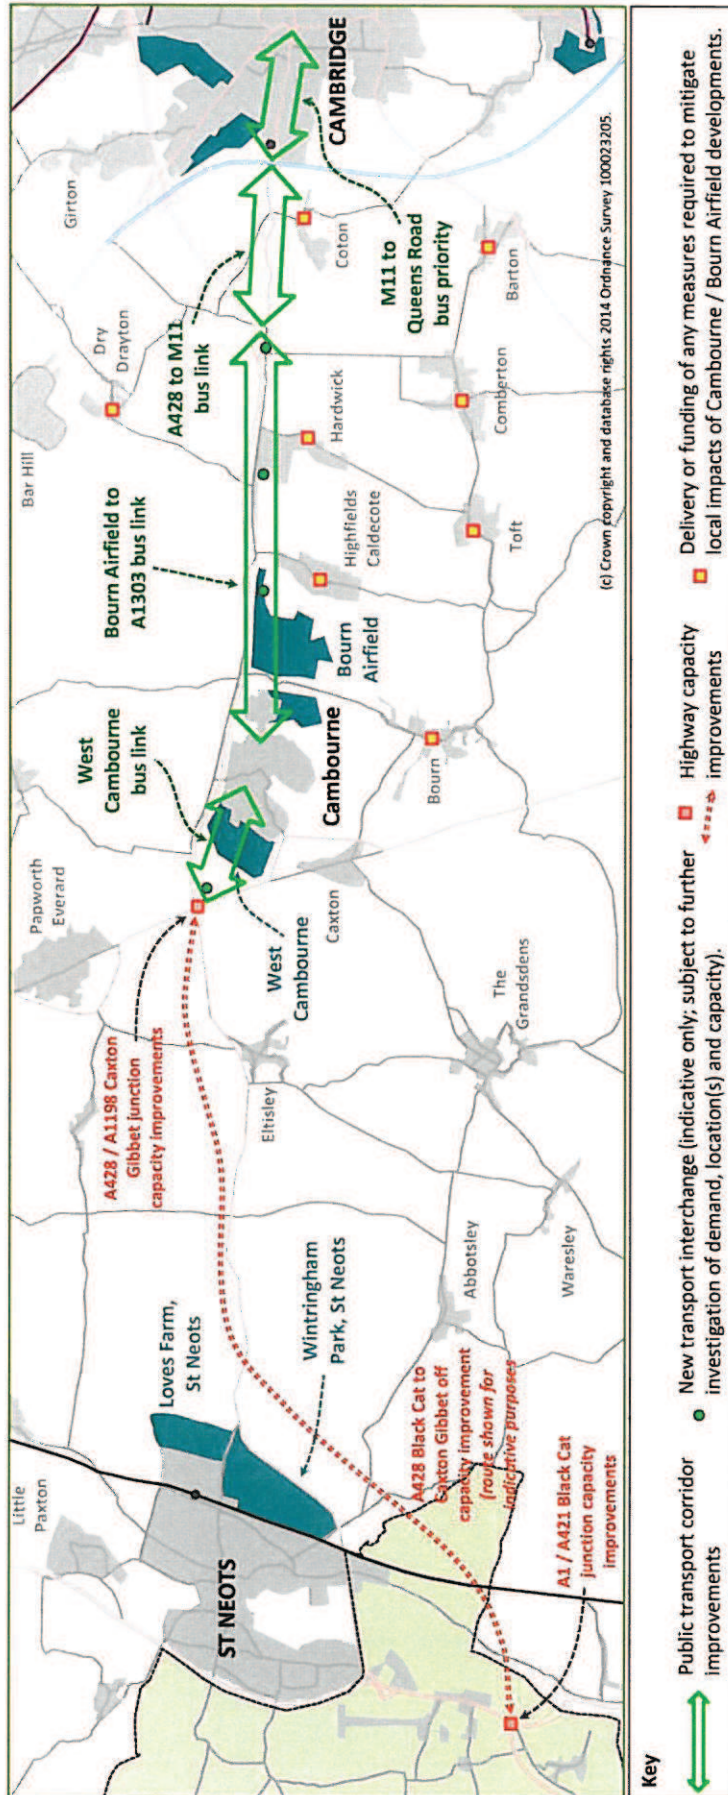 Little
Paxton
ST NEOTS
Loves Farm,
St Neots
Wintringham
Park, St Neots
A428 Black Cat to
Caxton Gibbet off
capacity improvement
(route shown for
indicative purposes
A1 / A421 Black Cat
junction capacity
improvements
Abbotsley
Waresley
A428 / A1198 Caxton
Gibbet junction
capacity improvements
Eltisley
The
Grandsdens
Papworth
Everard
West
Cambourne
bus link
West
Cambourne
Caxton
Cambourne
Bourn
Bourn Airfield to
A1303 bus link
Bourn
Airfield
Highfields
Caldecote
Toft
Bar Hill
Dry
Drayton
A428 to M11
bus link
Hardwick
Comberton
Girton
Coton
M11 to
Queens Road
bus priority
Barton
CAMBRIDGE
(c) Crown copyright and database rights 2014 Ordnance Survey 100023205.
Key
Public transport corridor
improvements
New transport interchange (indicative only; subject to further
investigation of demand, location(s) and capacity).
Highway capacity
improvements
Delivery or funding of any measures required to mitigate
local impacts of Cambourne / Bourn Airfield developments.